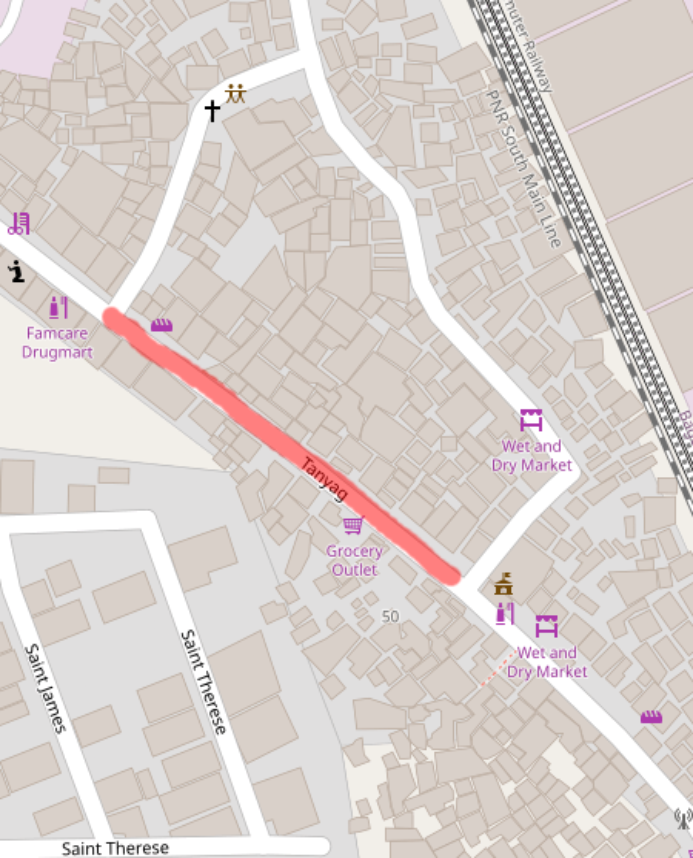 muter Railway
PNR South Main Line
Famcare
Drugmart
Wet and
Dry Market
Tanyag
Grocery
Outlet
50
Wet and
Dry Market
Saint James
Saint Therese
Saint Therese